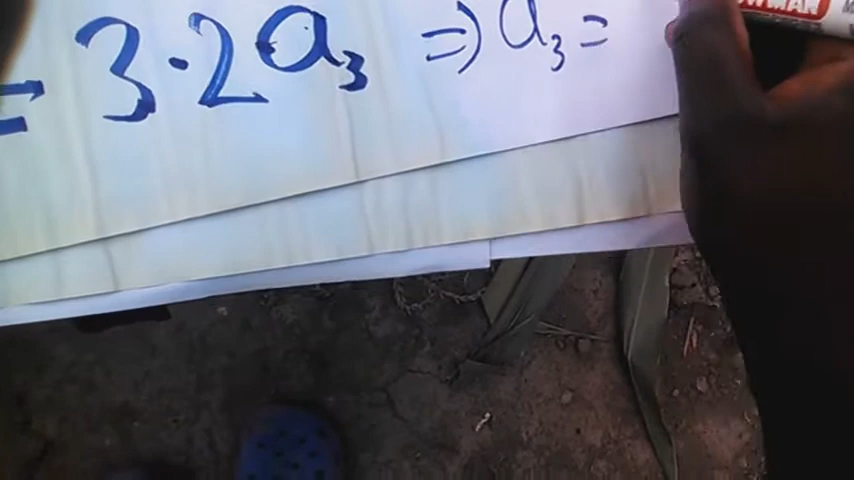 = 3·2a₃ ⇒ a₃ =